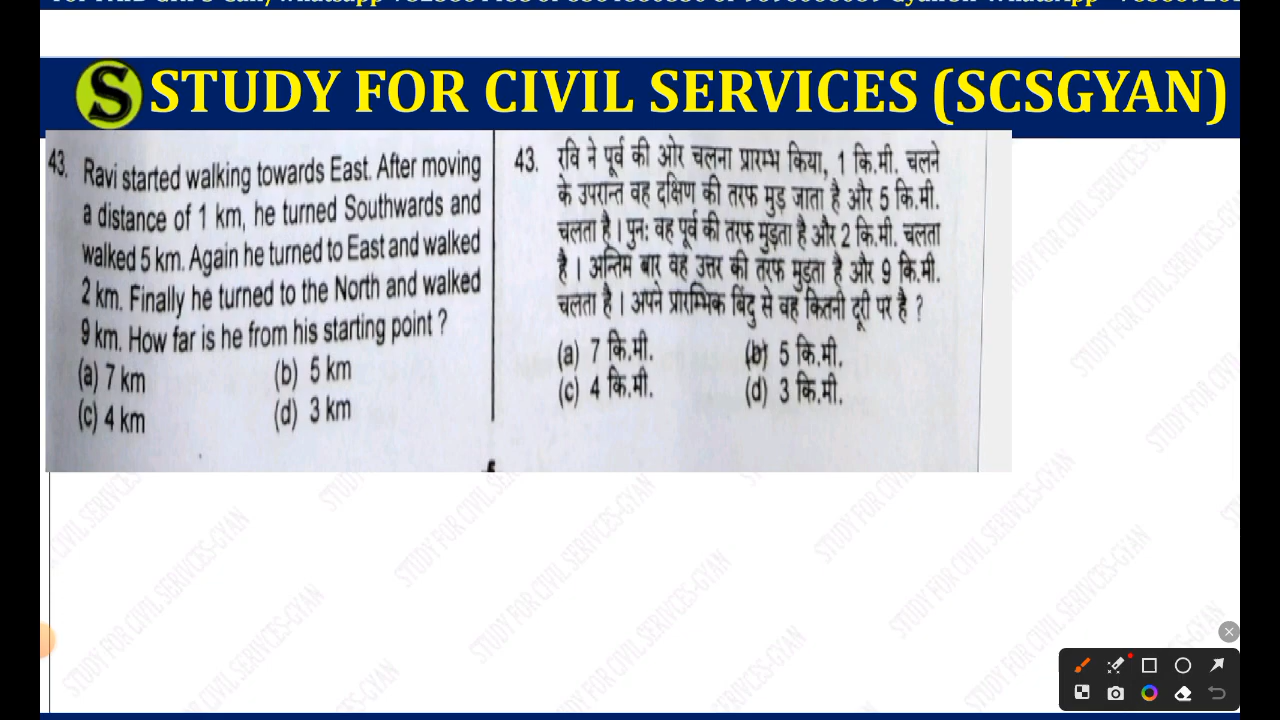 STUDY FOR CIVIL SERVICES (SCSGYAN)
43. Ravi started walking towards East. After moving
a distance of 1 km, he turned Southwards and
walked 5 km. Again he turned to East and walked
2 km. Finally he turned to the North and walked
9 km. How far is he from his starting point ?
(a) 7 km (b) 5 km
(c) 4 km (d) 3 km
43. रवि ने पूर्व की ओर चलना प्रारम्भ किया, 1 कि.मी. चलने
के उपरान्त वह दक्षिण की तरफ मुड़ जाता है और 5 कि.मी.
चलता है। पुनः वह पूर्व की तरफ मुड़ता है और 2 कि.मी. चलता
है। अन्तिम बार वह उत्तर की तरफ मुड़ता है और 9 कि.मी.
चलता है। अपने प्रारम्भिक बिंदु से वह कितनी दूरी पर है ?
(a) 7 कि.मी. (b) 5 कि.मी.
(c) 4 कि.मी. (d) 3 कि.मी.
STUDY FOR CIVIL SERIVCES-GYAN